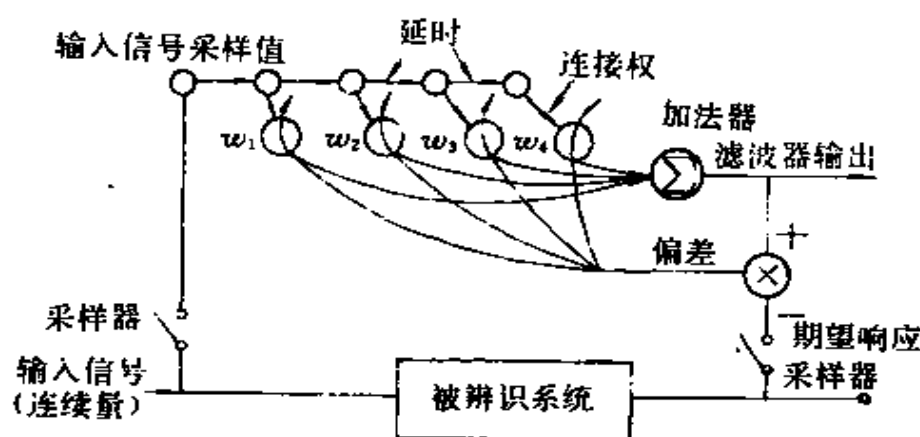 延时
输入信号采样值
连接权
加法器
w₁
w₂
w₃
w₄
Σ
滤波器输出
+
偏差
×
−
采样器
期望响应
输入信号
(连续量)
被辨识系统
采样器